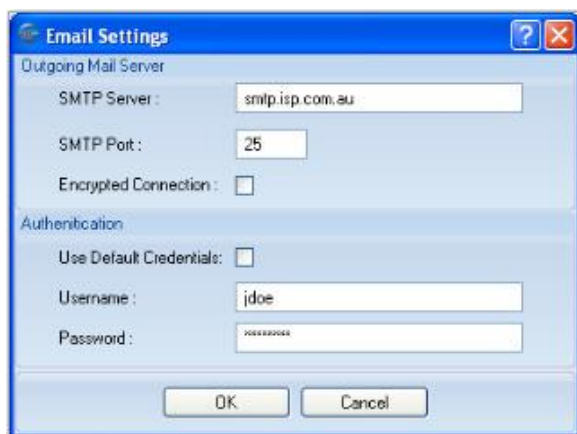 Email Settings
?
Outgoing Mail Server
SMTP Server :
smtp.isp.com.au
SMTP Port :
25
Encrypted Connection :
Authenitication
Use Default Credentials:
Username :
jdoe
Password :
*********
OK
Cancel